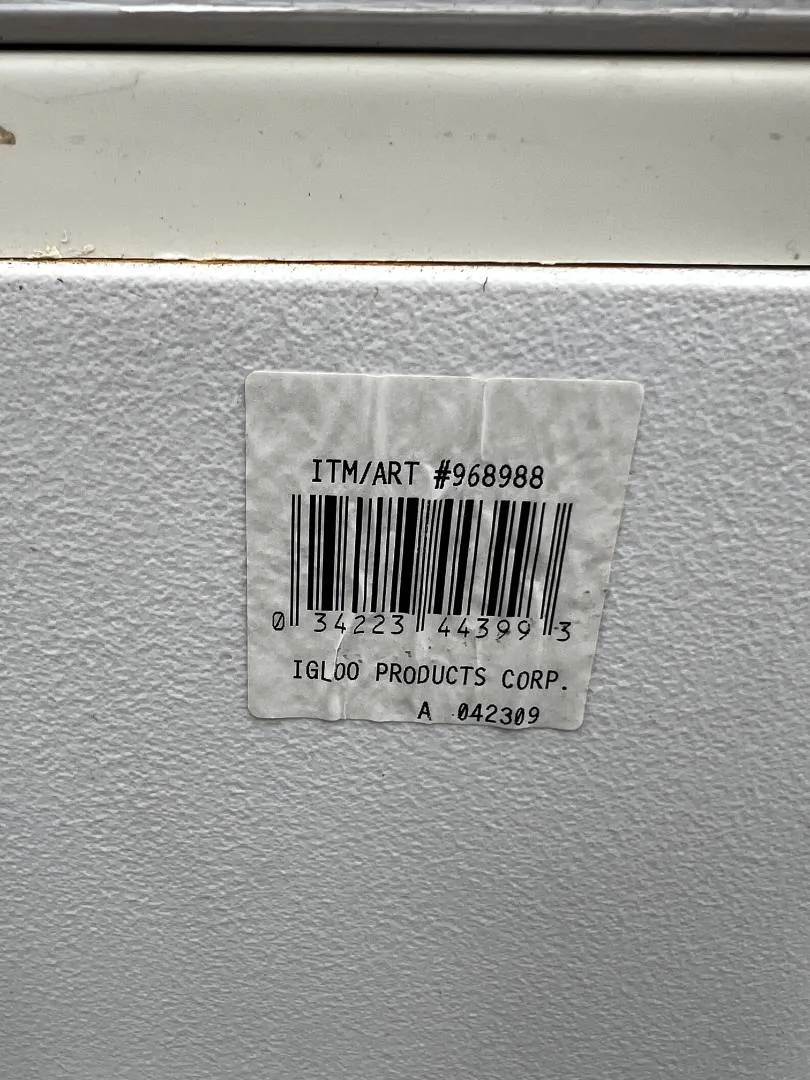 ITM/ART #968988
0 34223 44399 3
IGLOO PRODUCTS CORP.
A 042309